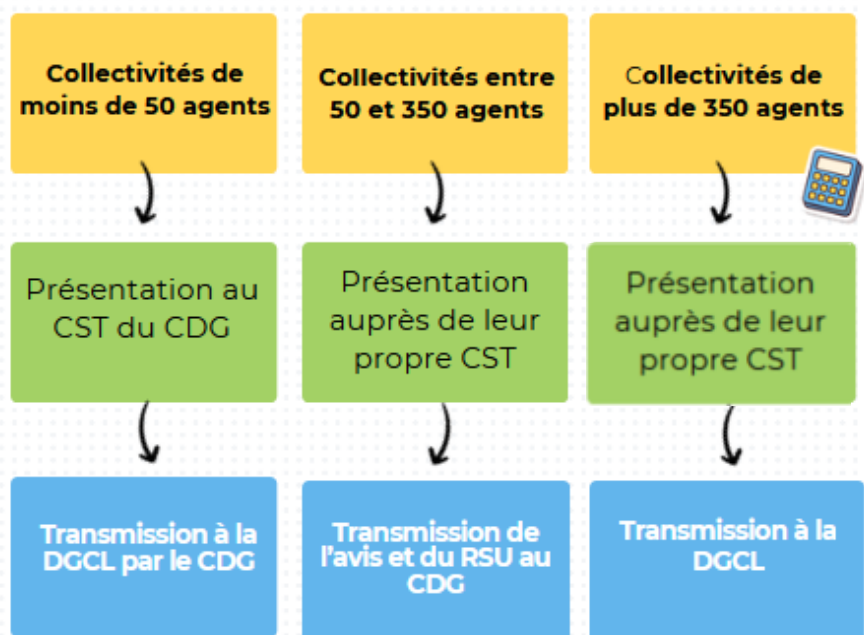 Collectivités de
moins de 50 agents
Collectivités entre
50 et 350 agents
Collectivités de
plus de 350 agents
Présentation au
CST du CDG
Présentation
auprès de leur
propre CST
Présentation
auprès de leur
propre CST
Transmission à la
DGCL par le CDG
Transmission de
l'avis et du RSU au
CDG
Transmission à la
DGCL